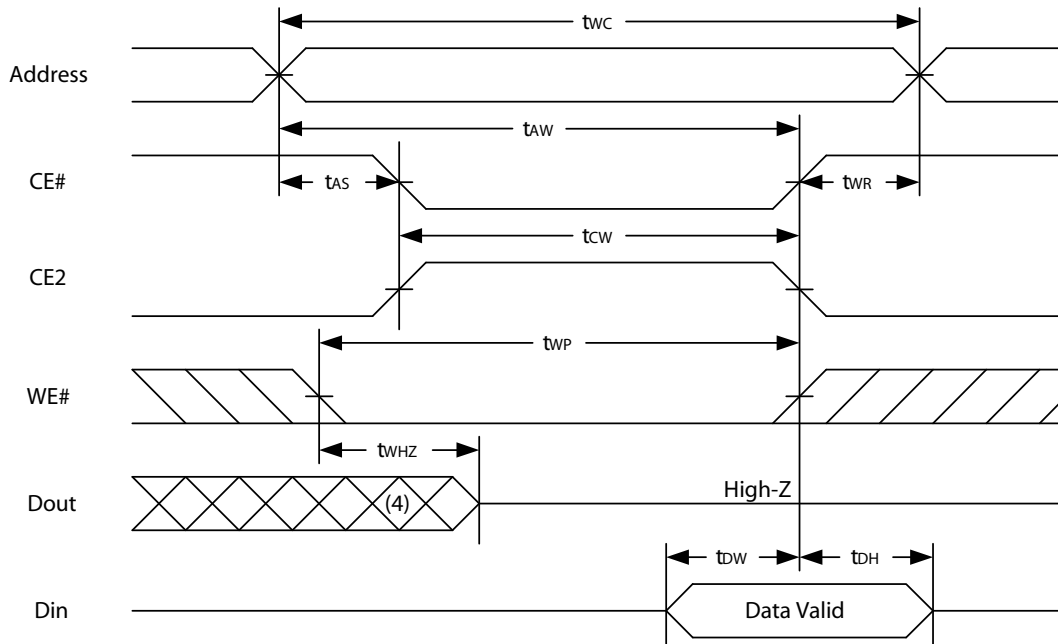 tWC
Address
tAW
CE#
tAS
tWR
tCW
CE2
tWP
WE#
tWHZ
Dout
(4)
High-Z
tDW
tDH
Din
Data Valid